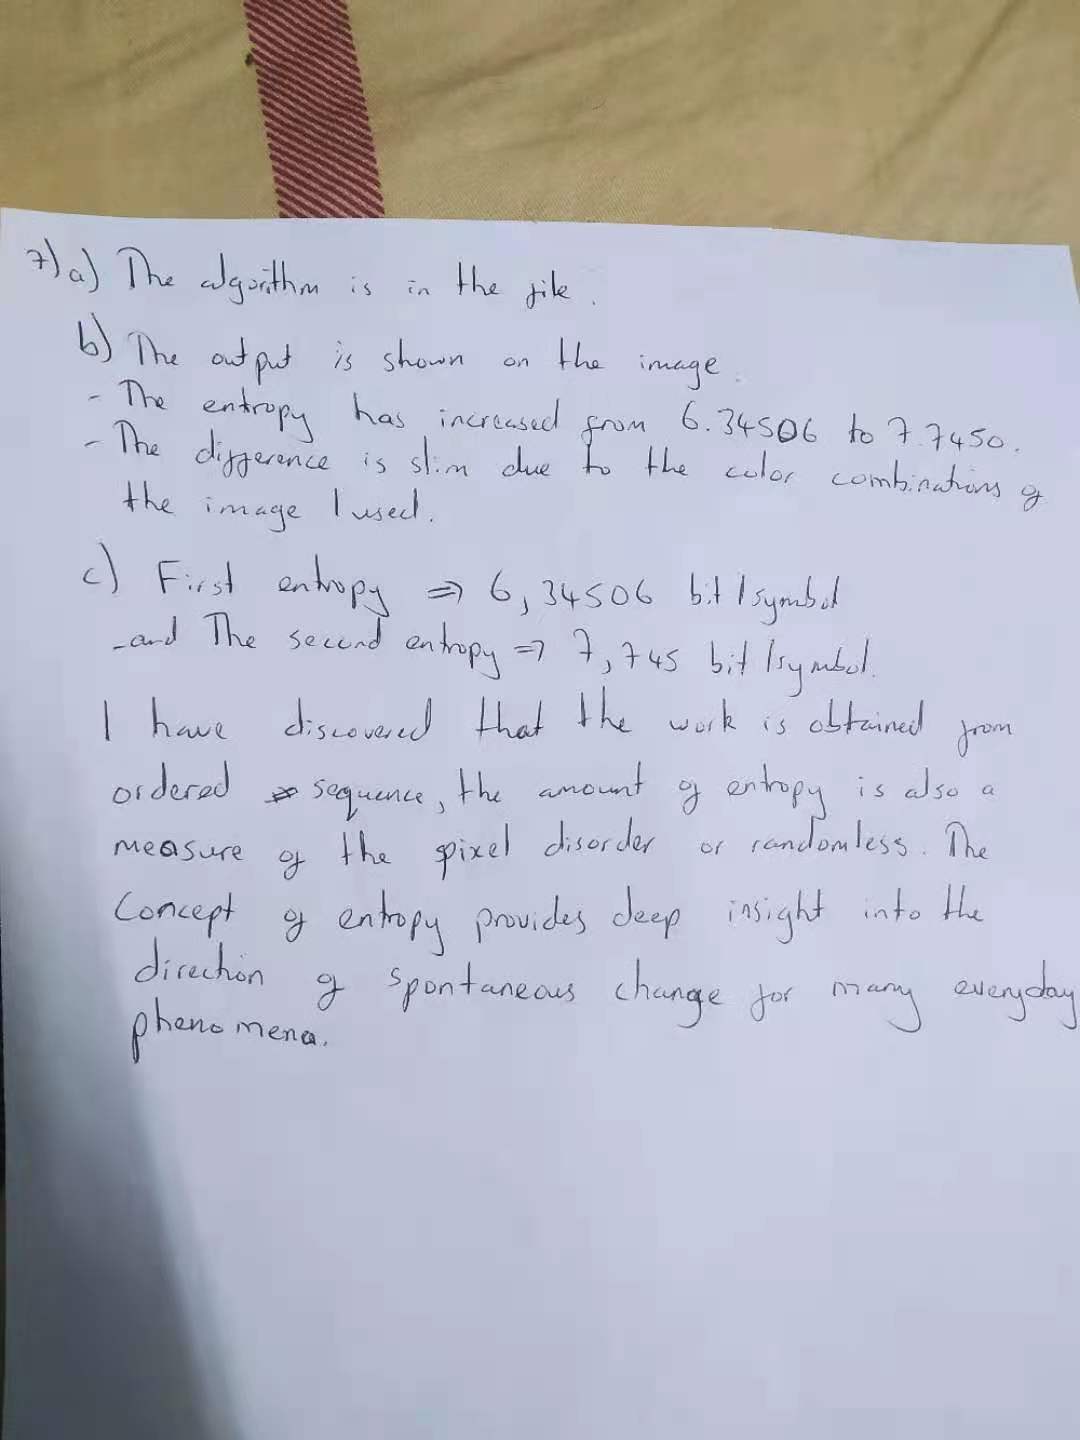 7) a) The algorithm is in the file.
b) The output is shown on the image.
- The entropy has increased from 6.34506 to 7.7450.
- The difference is slim due to the color combinations of
the image I used.
c) First entropy ⇒ 6,34506 bit/symbol
- and The second entropy ⇒ 7,745 bit/symbol.
I have discovered that the work is obtained from
ordered sequence, the amount of entropy is also a
measure of the pixel disorder or randomless. The
Concept of entropy provides deep insight into the
direction of spontaneous change for many everyday
phenomena.